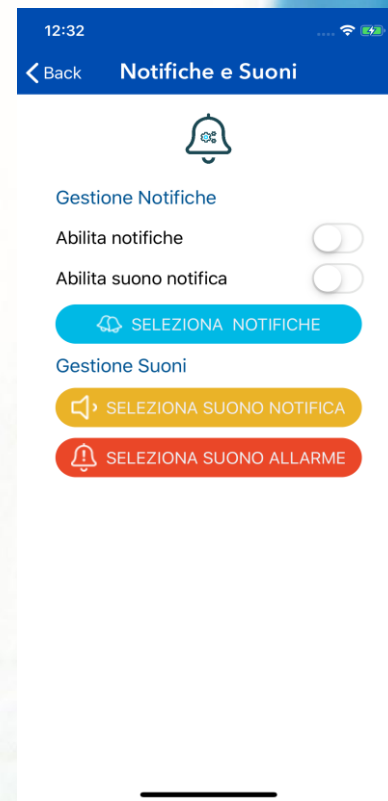 12:32
Back Notifiche e Suoni
Gestione Notifiche
Abilita notifiche
Abilita suono notifica
SELEZIONA NOTIFICHE
Gestione Suoni
SELEZIONA SUONO NOTIFICA
SELEZIONA SUONO ALLARME